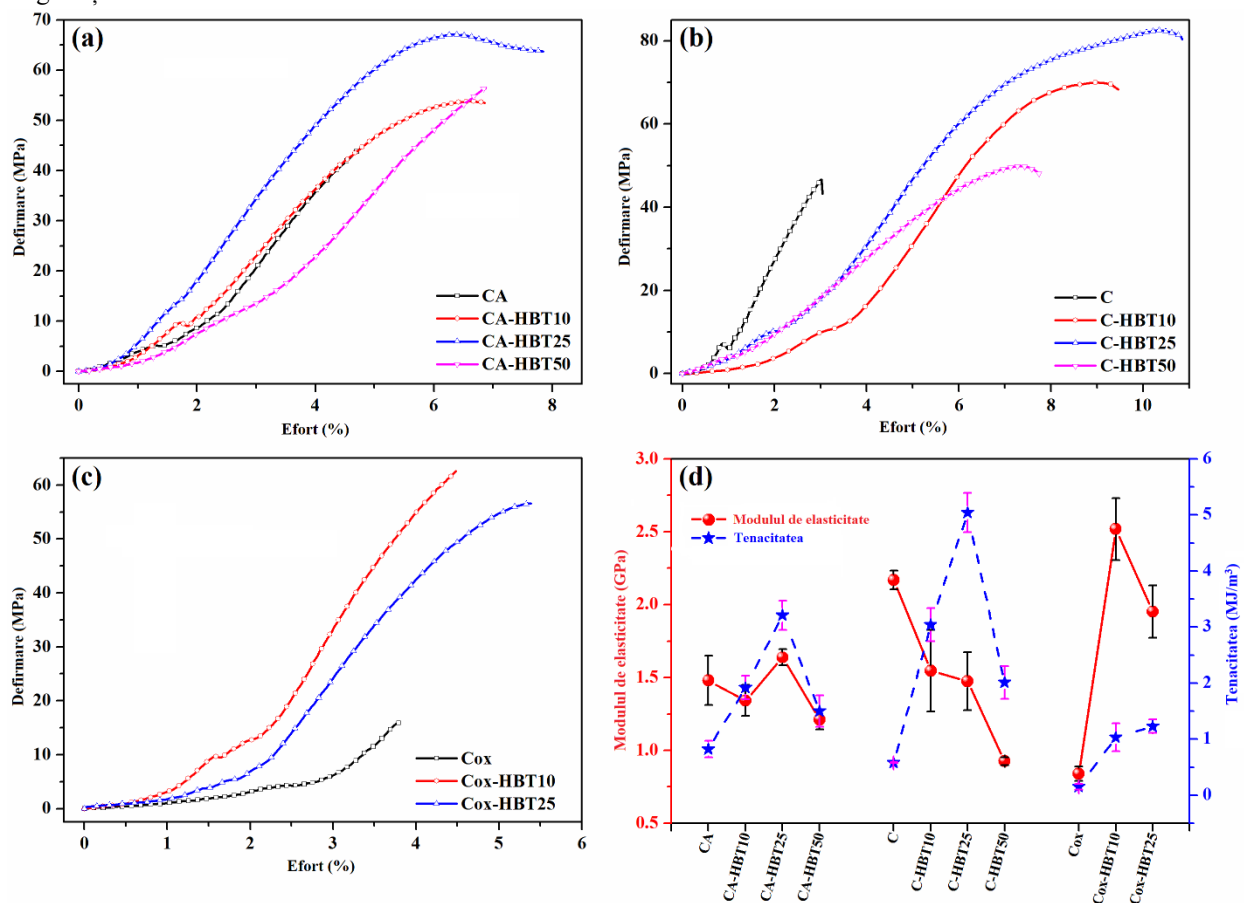 (a)
70
60
50
40
30
20
10
0
Defirmare (MPa)
CA
CA-HBT10
CA-HBT25
CA-HBT50
0 2 4 6 8
Efort (%)
(b)
80
60
40
20
0
Defirmare (MPa)
C
C-HBT10
C-HBT25
C-HBT50
0 2 4 6 8 10
Efort (%)
(c)
60
50
40
30
20
10
0
Defirmare (MPa)
Cox
Cox-HBT10
Cox-HBT25
0 1 2 3 4 5 6
Efort (%)
(d)
3.0
2.5
2.0
1.5
1.0
0.5
Modulul de elasticitate (GPa)
Modulul de elasticitate
Tenacitatea
6
5
4
3
2
1
0
Tenacitatea (MJ/m³)
CA
CA-HBT10
CA-HBT25
CA-HBT50
C
C-HBT10
C-HBT25
C-HBT50
Cox
Cox-HBT10
Cox-HBT25